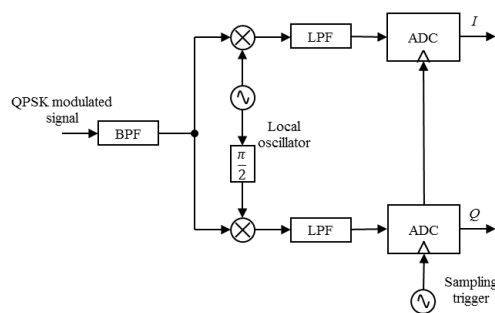 LPF
ADC
I
QPSK modulated
signal
BPF
Local
oscillator
π
2
LPF
ADC
Q
Sampling
trigger